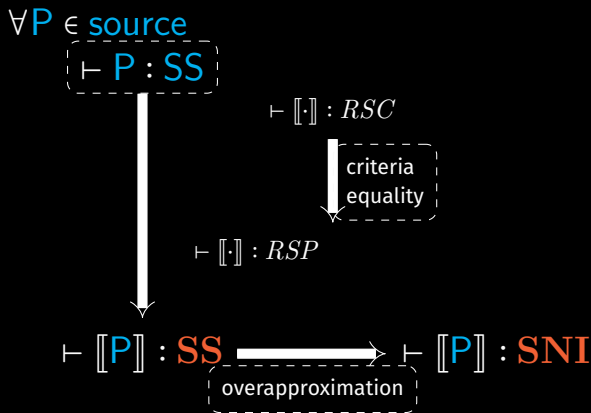 ∀P ∈ source
⊢ P : SS
⊢ ⟦·⟧ : RSC
criteria
equality
⊢ ⟦·⟧ : RSP
⊢ ⟦P⟧ : SS
⊢ ⟦P⟧ : SNI
overapproximation